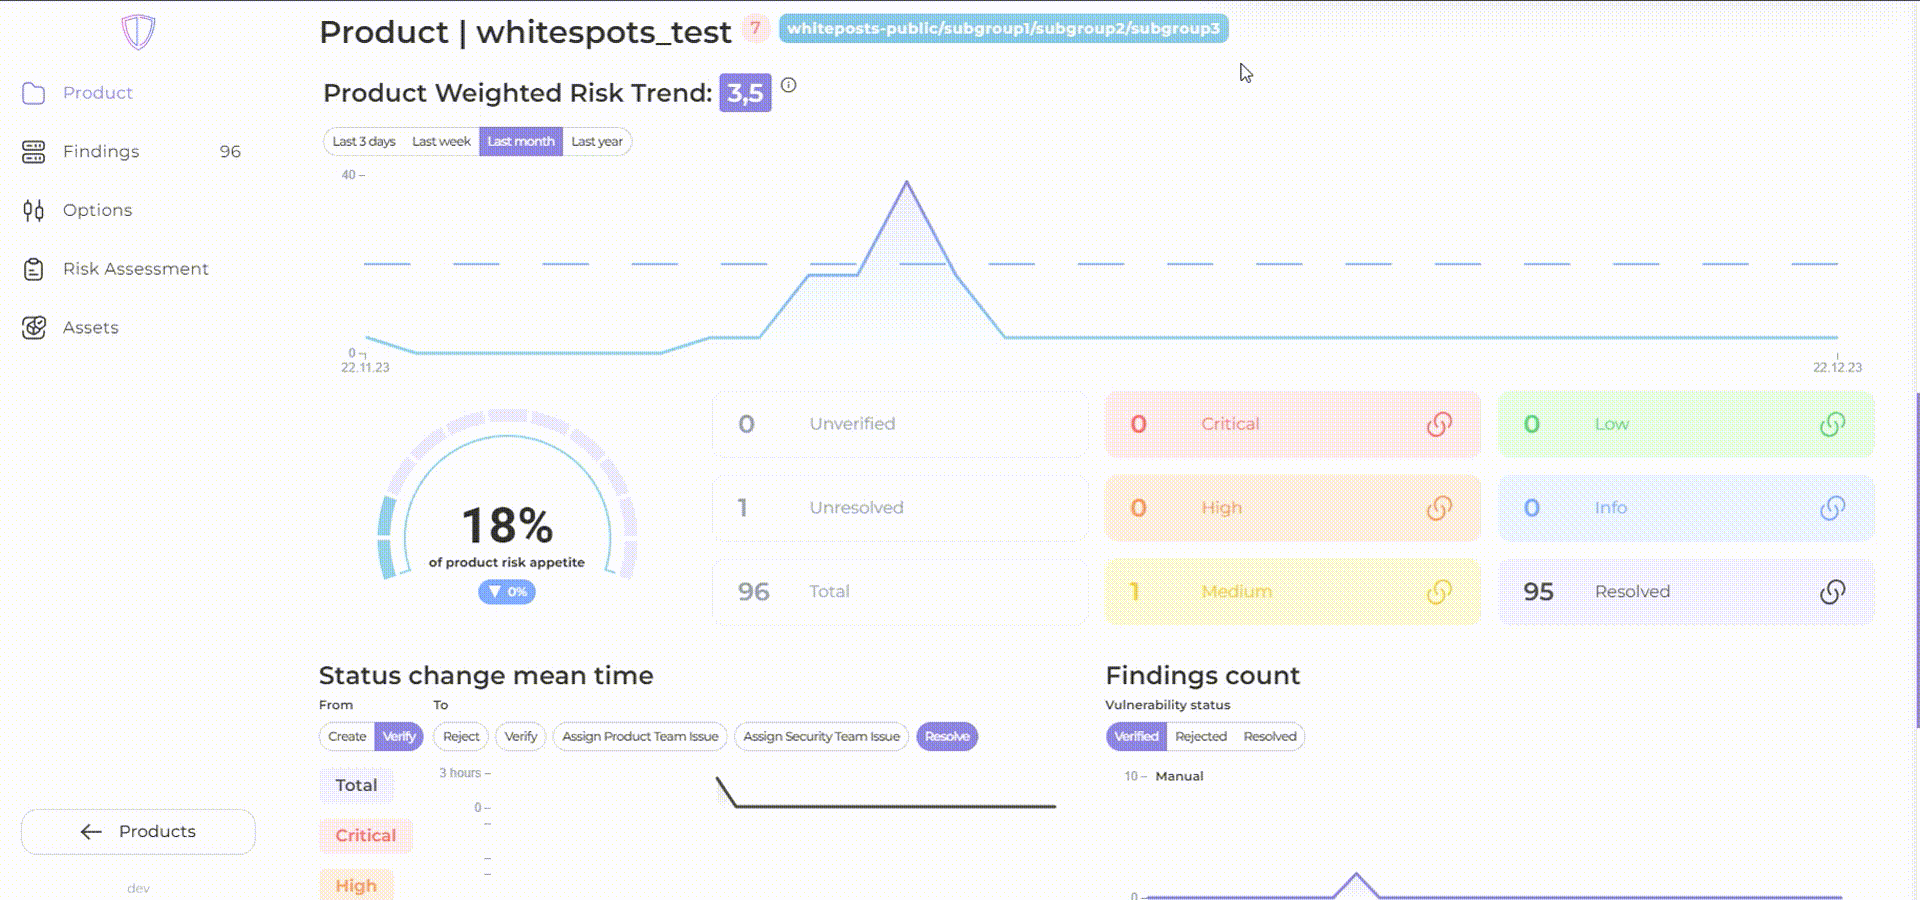 Product | whitespots_test 7 whiteposts-public/subgroup1/subgroup2/subgroup3
Product
Findings 96
Options
Risk Assessment
Assets
Products
dev
Product Weighted Risk Trend: 3,5
Last 3 days Last week Last month Last year
40
0
22.11.23 22.12.23
18%
of product risk appetite
▼ 0%
0 Unverified
1 Unresolved
96 Total
0 Critical
0 High
1 Medium
0 Low
0 Info
95 Resolved
Status change mean time
From To
Create Verify Reject Verify Assign Product Team Issue Assign Security Team Issue Resolve
Total
Critical
High
3 hours
0
Findings count
Vulnerability status
Verified Rejected Resolved
10 Manual
0